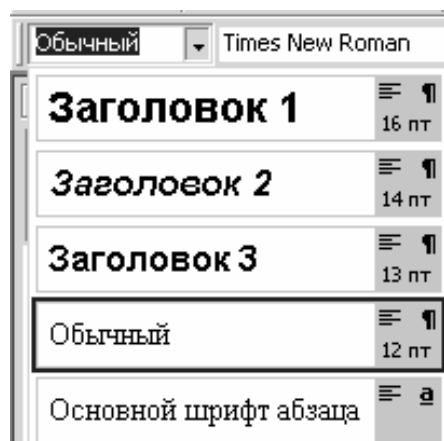 Обычный Times New Roman
Заголовок 1 ¶
16 пт
Заголовок 2 ¶
14 пт
Заголовок 3 ¶
13 пт
Обычный ¶
12 пт
Основной шрифт абзаца a